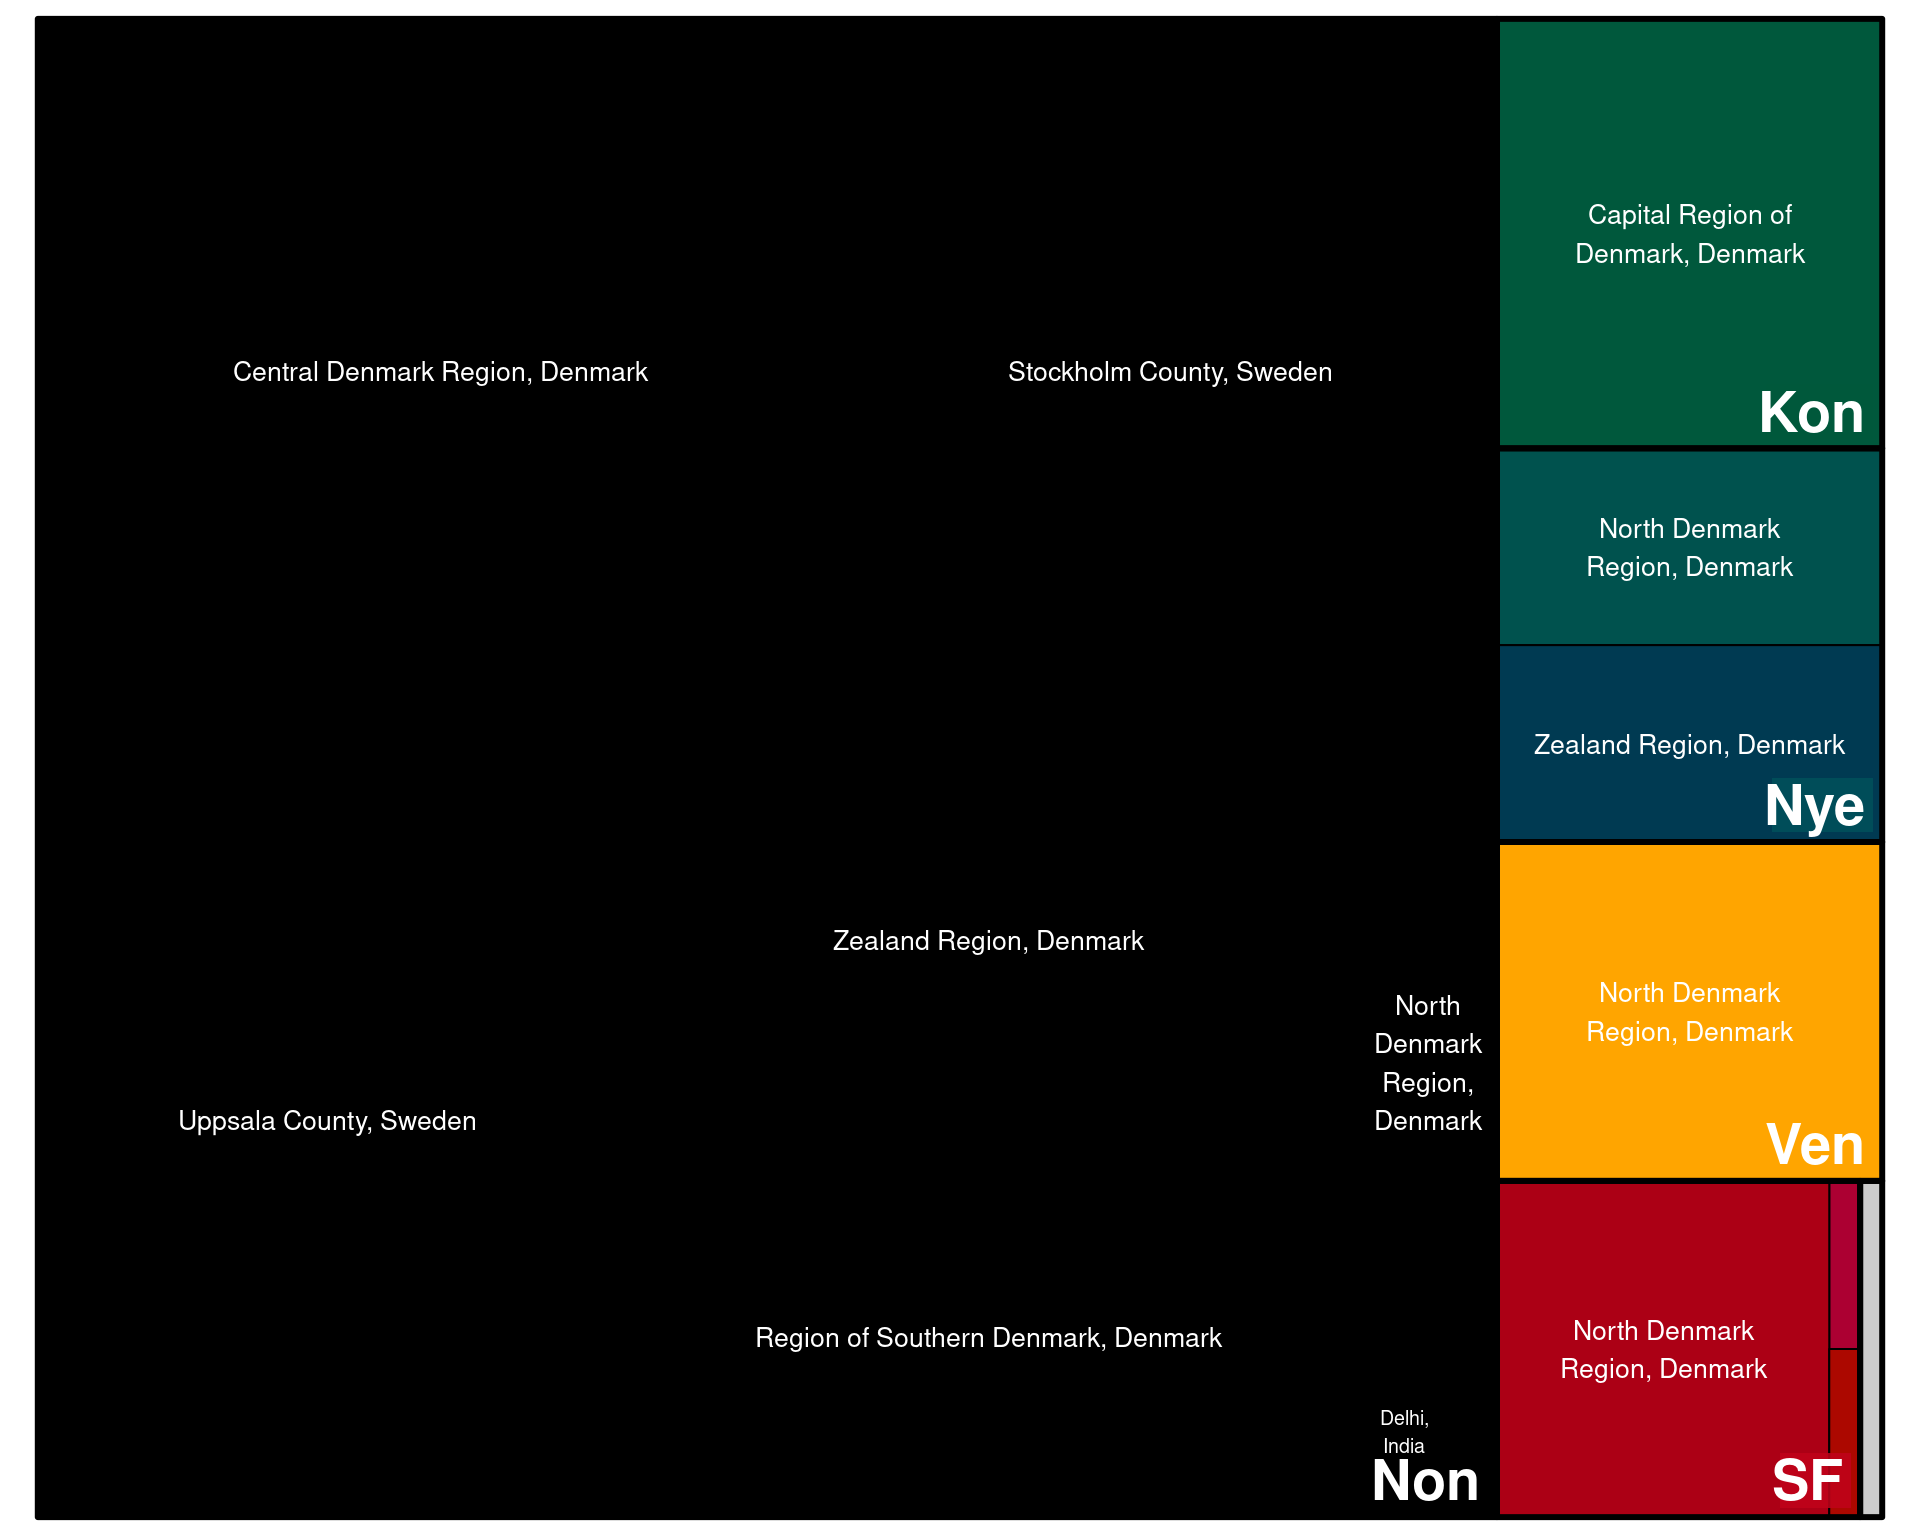 Central Denmark Region, Denmark
Stockholm County, Sweden
Uppsala County, Sweden
Zealand Region, Denmark
North
Denmark
Region,
Denmark
Region of Southern Denmark, Denmark
Delhi,
India
Non
Capital Region of
Denmark, Denmark
Kon
North Denmark
Region, Denmark
Zealand Region, Denmark
Nye
North Denmark
Region, Denmark
Ven
North Denmark
Region, Denmark
SF